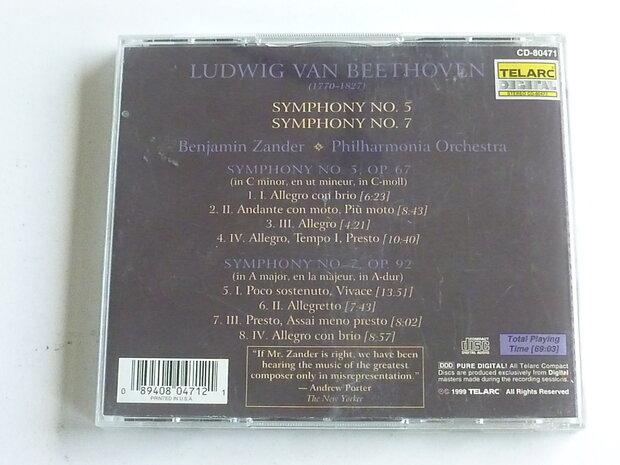 CD-80471
TELARC
DIGITAL
STEREO CD-80471
LUDWIG VAN BEETHOVEN
(1770–1827)
SYMPHONY NO. 5
SYMPHONY NO. 7
Benjamin Zander ❖ Philharmonia Orchestra
SYMPHONY NO. 5, OP. 67
(in C minor, en ut mineur, in C-moll)
1. I. Allegro con brio [6:23]
2. II. Andante con moto, Più moto [8:43]
3. III. Allegro [4:21]
4. IV. Allegro, Tempo I, Presto [10:40]
SYMPHONY NO. 7, OP. 92
(in A major, en la majeur, in A-dur)
5. I. Poco sostenuto, Vivace [13:51]
6. II. Allegretto [7:43]
7. III. Presto, Assai meno presto [8:02]
8. IV. Allegro con brio [8:57]
"If Mr. Zander is right, we have been
hearing the music of the greatest
composer only in misrepresentation."
— Andrew Porter
The New Yorker
0 89408 04712 1
PRINTED IN U.S.A.
COMPACT
disc
DIGITAL AUDIO
Total Playing
Time [69:03]
DDD PURE DIGITAL! All Telarc Compact
Discs are produced exclusively from Digital
masters made during the recording sessions.
℗© 1999 TELARC All Rights Reserved